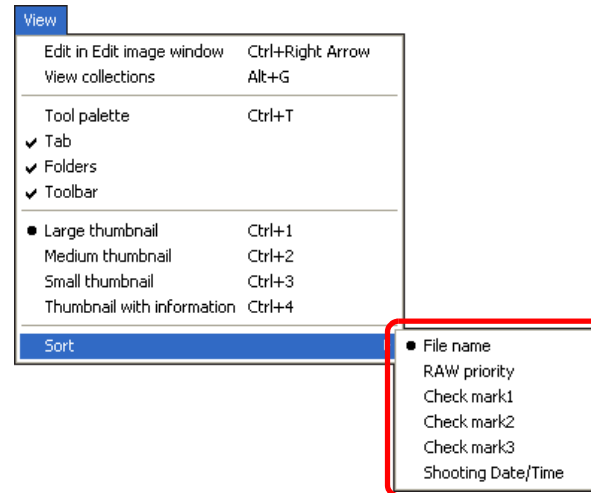 View
Edit in Edit image window Ctrl+Right Arrow
View collections Alt+G
Tool palette Ctrl+T
Tab
Folders
Toolbar
Large thumbnail Ctrl+1
Medium thumbnail Ctrl+2
Small thumbnail Ctrl+3
Thumbnail with information Ctrl+4
Sort
File name
RAW priority
Check mark1
Check mark2
Check mark3
Shooting Date/Time